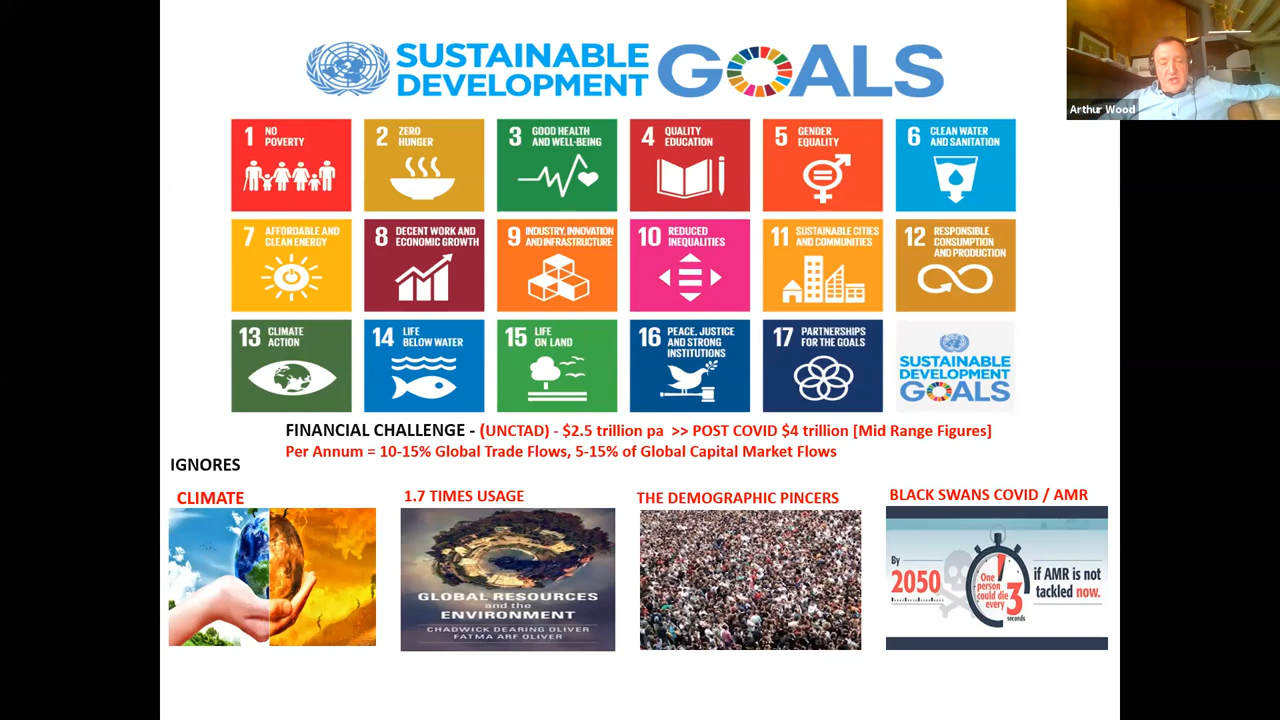 SUSTAINABLE
DEVELOPMENT
GOALS
Arthur Wood
1 NO
POVERTY
2 ZERO
HUNGER
3 GOOD HEALTH
AND WELL-BEING
4 QUALITY
EDUCATION
5 GENDER
EQUALITY
6 CLEAN WATER
AND SANITATION
7 AFFORDABLE AND
CLEAN ENERGY
8 DECENT WORK AND
ECONOMIC GROWTH
9 INDUSTRY, INNOVATION
AND INFRASTRUCTURE
10 REDUCED
INEQUALITIES
11 SUSTAINABLE CITIES
AND COMMUNITIES
12 RESPONSIBLE
CONSUMPTION
AND PRODUCTION
13 CLIMATE
ACTION
14 LIFE
BELOW WATER
15 LIFE
ON LAND
16 PEACE, JUSTICE
AND STRONG
INSTITUTIONS
17 PARTNERSHIPS
FOR THE GOALS
SUSTAINABLE
DEVELOPMENT
GOALS
FINANCIAL CHALLENGE - (UNCTAD) - $2.5 trillion pa >> POST COVID $4 trillion [Mid Range Figures]
Per Annum = 10-15% Global Trade Flows, 5-15% of Global Capital Market Flows
IGNORES
CLIMATE
1.7 TIMES USAGE
GLOBAL RESOURCES
and the
ENVIRONMENT
CHADWICK DEARING OLIVER
FATMA ARF OLIVER
THE DEMOGRAPHIC PINCERS
BLACK SWANS COVID / AMR
By
2050
One
person
could die
every
3
seconds
if AMR is not
tackled now.